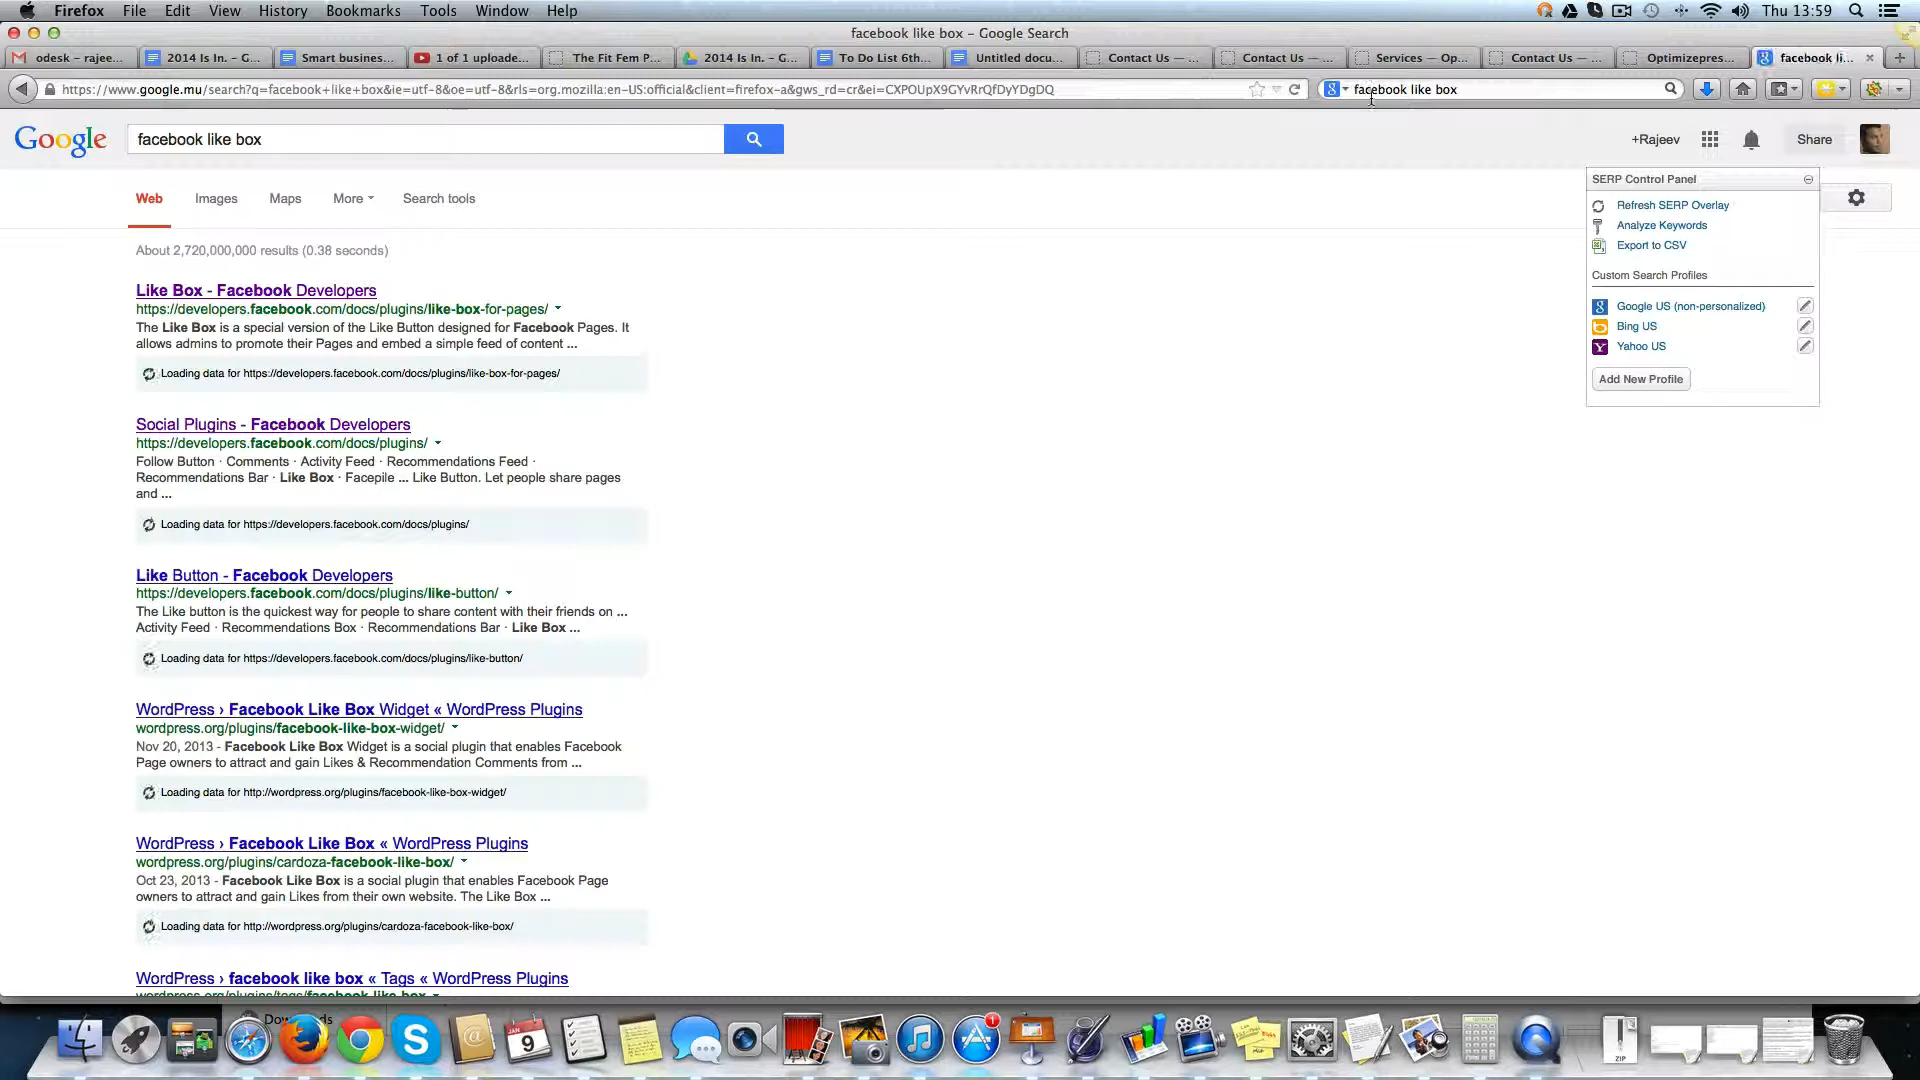 Firefox File Edit View History Bookmarks Tools Window Help Thu 13:59
facebook like box – Google Search
odesk – rajee... 2014 Is In. – G... Smart busines... 1 of 1 uploade... The Fit Fem P... 2014 Is In. – G... To Do List 6th... Untitled docu... Contact Us — ... Contact Us — ... Services — Op... Contact Us — ... Optimizepres... facebook li...
https://www.google.mu/search?q=facebook+like+box&ie=utf-8&oe=utf-8&rls=org.mozilla:en-US:official&client=firefox-a&gws_rd=cr&ei=CXPOUpX9GYvRrQfDyYDgDQ facebook like box
Google facebook like box +Rajeev Share
Web Images Maps More Search tools
SERP Control Panel
Refresh SERP Overlay
Analyze Keywords
Export to CSV
Custom Search Profiles
Google US (non-personalized)
Bing US
Yahoo US
Add New Profile
About 2,720,000,000 results (0.38 seconds)
Like Box - Facebook Developers
https://developers.facebook.com/docs/plugins/like-box-for-pages/
The Like Box is a special version of the Like Button designed for Facebook Pages. It
allows admins to promote their Pages and embed a simple feed of content ...
Loading data for https://developers.facebook.com/docs/plugins/like-box-for-pages/
Social Plugins - Facebook Developers
https://developers.facebook.com/docs/plugins/
Follow Button · Comments · Activity Feed · Recommendations Feed ·
Recommendations Bar · Like Box · Facepile ... Like Button. Let people share pages
and ...
Loading data for https://developers.facebook.com/docs/plugins/
Like Button - Facebook Developers
https://developers.facebook.com/docs/plugins/like-button/
The Like button is the quickest way for people to share content with their friends on ...
Activity Feed · Recommendations Box · Recommendations Bar · Like Box ...
Loading data for https://developers.facebook.com/docs/plugins/like-button/
WordPress › Facebook Like Box Widget « WordPress Plugins
wordpress.org/plugins/facebook-like-box-widget/
Nov 20, 2013 - Facebook Like Box Widget is a social plugin that enables Facebook
Page owners to attract and gain Likes & Recommendation Comments from ...
Loading data for http://wordpress.org/plugins/facebook-like-box-widget/
WordPress › Facebook Like Box « WordPress Plugins
wordpress.org/plugins/cardoza-facebook-like-box/
Oct 23, 2013 - Facebook Like Box is a social plugin that enables Facebook Page
owners to attract and gain Likes from their own website. The Like Box ...
Loading data for http://wordpress.org/plugins/cardoza-facebook-like-box/
WordPress › facebook like box « Tags « WordPress Plugins
wordpress.org/plugins/tags/facebook-like-box
JAN
9
1
ZIP